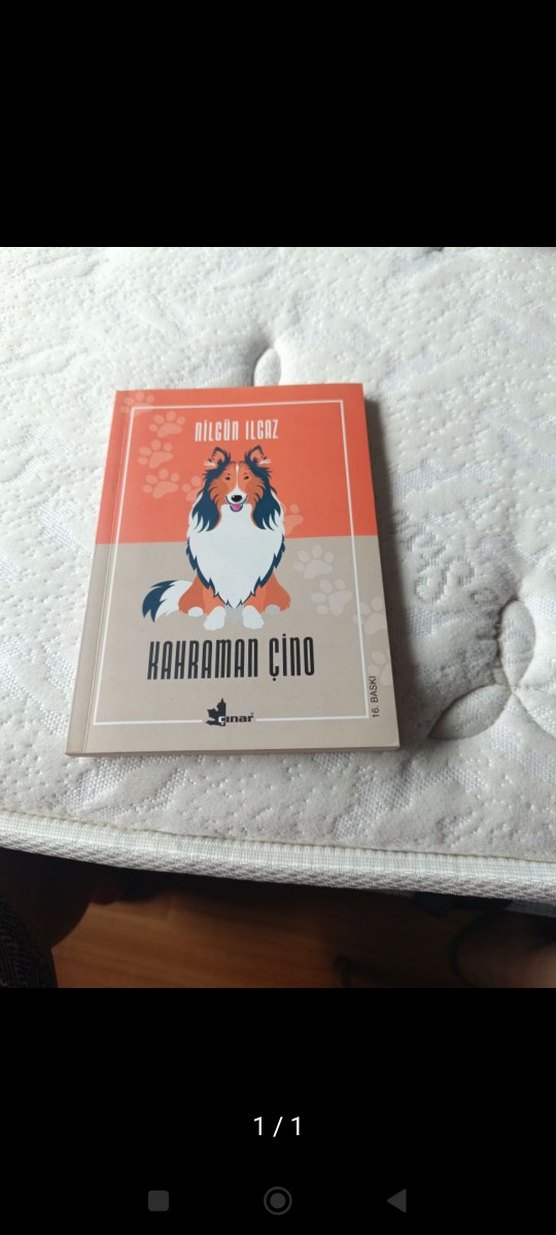 NİLGÜN ILGAZ
KAHRAMAN ÇİNO
çınar
16. BASKI
1 / 1